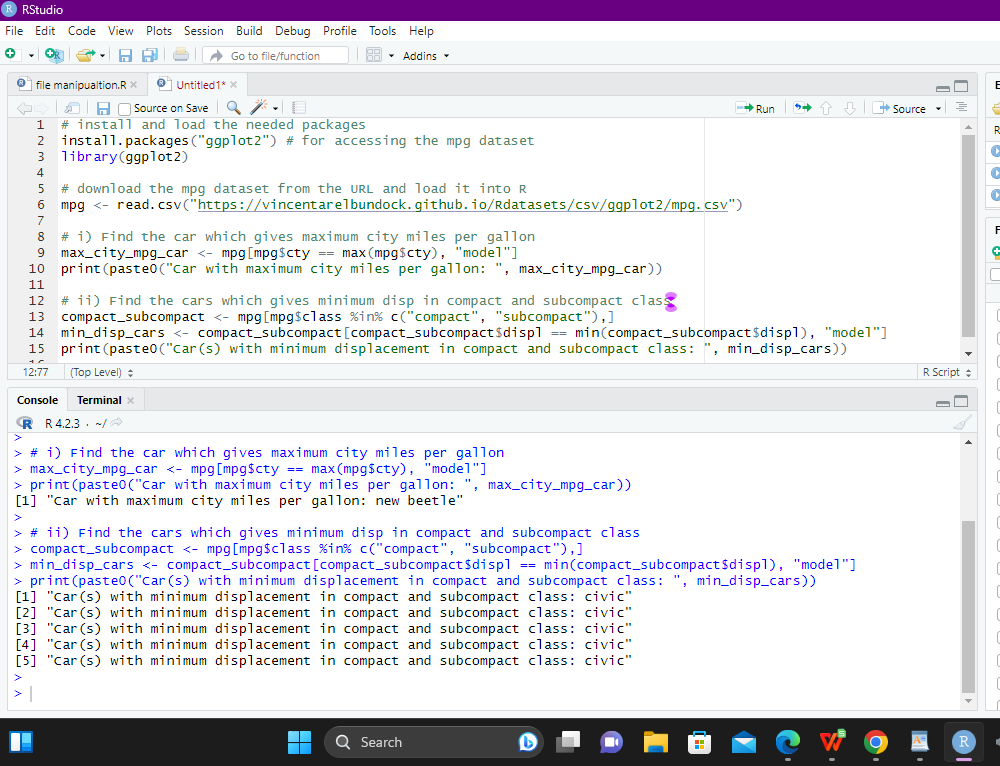 RStudio
File Edit Code View Plots Session Build Debug Profile Tools Help
Go to file/function Addins
file manipualtion.R Untitled1*
Source on Save Run Source
1 # install and load the needed packages
2 install.packages("ggplot2") # for accessing the mpg dataset
3 library(ggplot2)
4
5 # download the mpg dataset from the URL and load it into R
6 mpg <- read.csv("https://vincentarelbundock.github.io/Rdatasets/csv/ggplot2/mpg.csv")
7
8 # i) Find the car which gives maximum city miles per gallon
9 max_city_mpg_car <- mpg[mpg$cty == max(mpg$cty), "model"]
10 print(paste0("Car with maximum city miles per gallon: ", max_city_mpg_car))
11
12 # ii) Find the cars which gives minimum disp in compact and subcompact class
13 compact_subcompact <- mpg[mpg$class %in% c("compact", "subcompact"),]
14 min_disp_cars <- compact_subcompact[compact_subcompact$displ == min(compact_subcompact$displ), "model"]
15 print(paste0("Car(s) with minimum displacement in compact and subcompact class: ", min_disp_cars))
12:77 (Top Level) R Script
Console Terminal
R 4.2.3 · ~/
>
> # i) Find the car which gives maximum city miles per gallon
> max_city_mpg_car <- mpg[mpg$cty == max(mpg$cty), "model"]
> print(paste0("Car with maximum city miles per gallon: ", max_city_mpg_car))
[1] "Car with maximum city miles per gallon: new beetle"
>
> # ii) Find the cars which gives minimum disp in compact and subcompact class
> compact_subcompact <- mpg[mpg$class %in% c("compact", "subcompact"),]
> min_disp_cars <- compact_subcompact[compact_subcompact$displ == min(compact_subcompact$displ), "model"]
> print(paste0("Car(s) with minimum displacement in compact and subcompact class: ", min_disp_cars))
[1] "Car(s) with minimum displacement in compact and subcompact class: civic"
[2] "Car(s) with minimum displacement in compact and subcompact class: civic"
[3] "Car(s) with minimum displacement in compact and subcompact class: civic"
[4] "Car(s) with minimum displacement in compact and subcompact class: civic"
[5] "Car(s) with minimum displacement in compact and subcompact class: civic"
>
>
Search